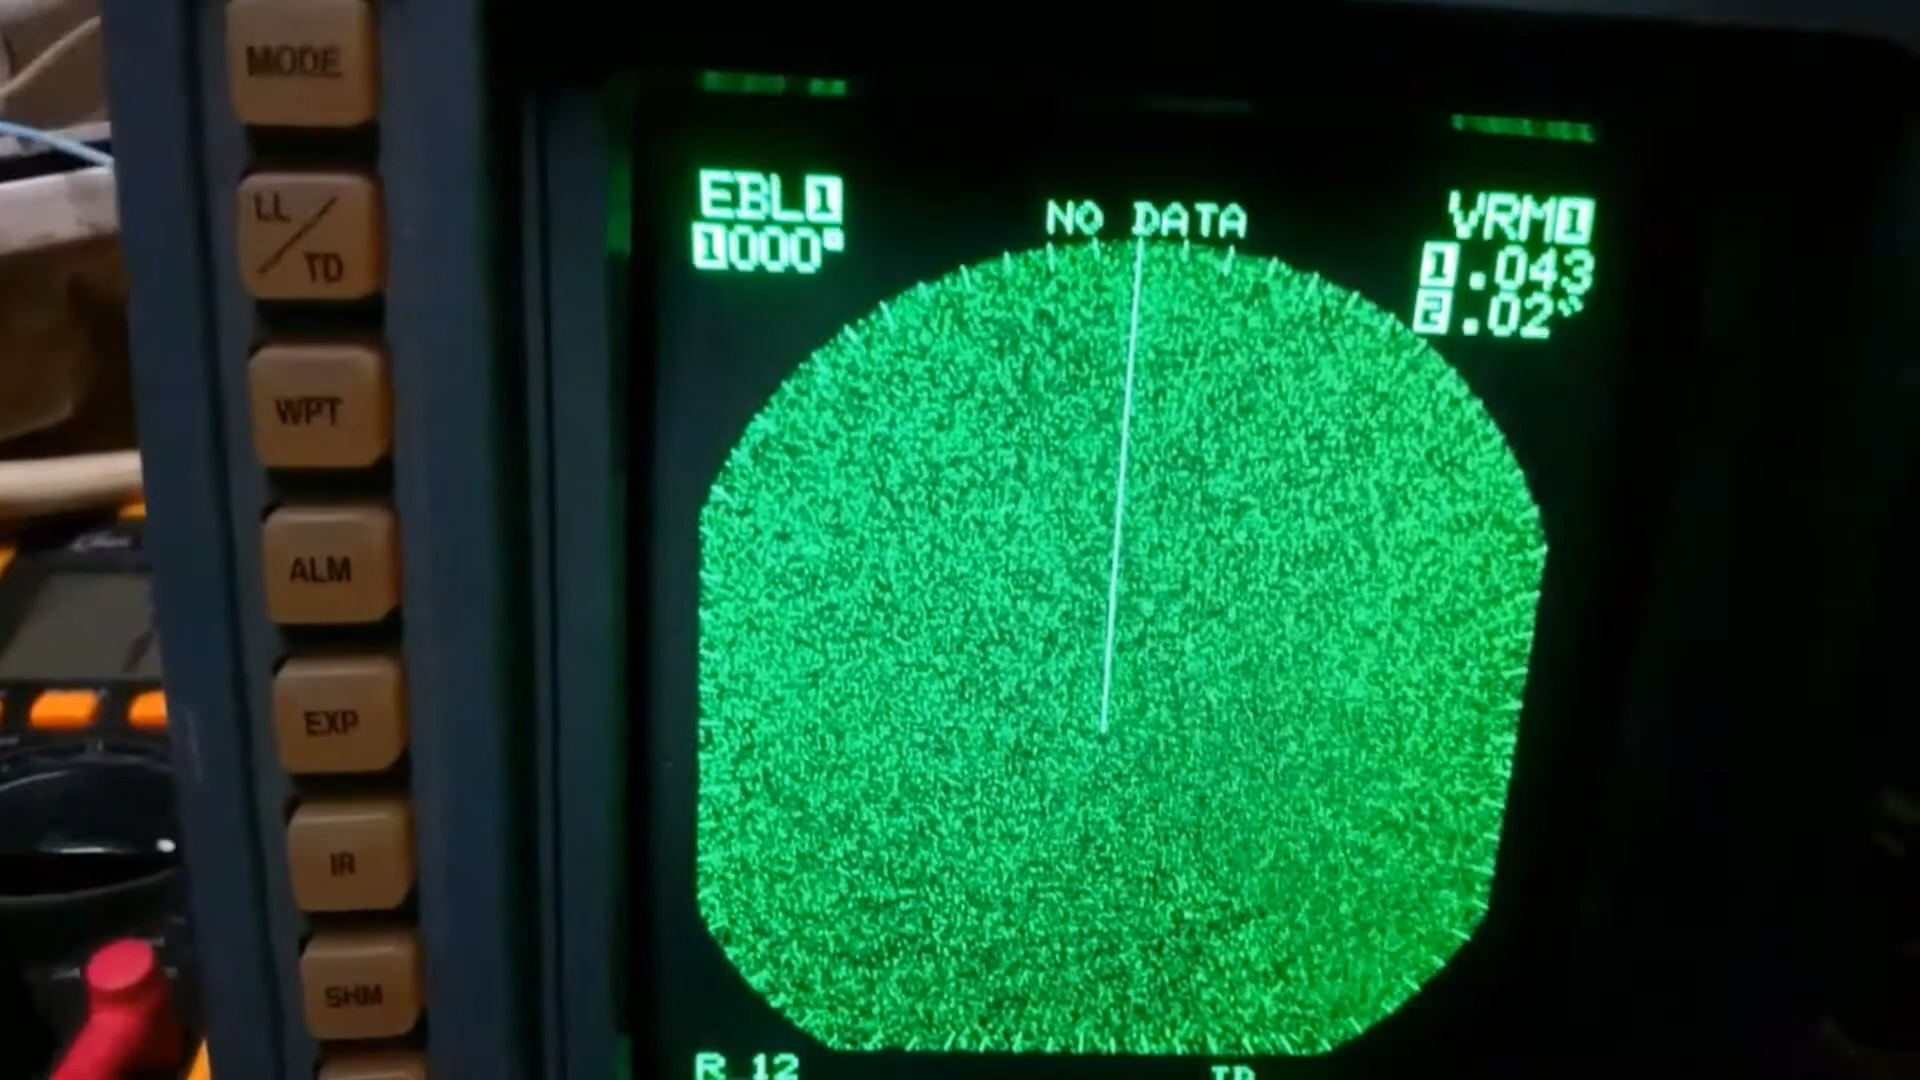 MODE
LL/TD
WPT
ALM
EXP
IR
SHM
EBL1
1000°
NO DATA
VRM1
1.043
2.02
R 12